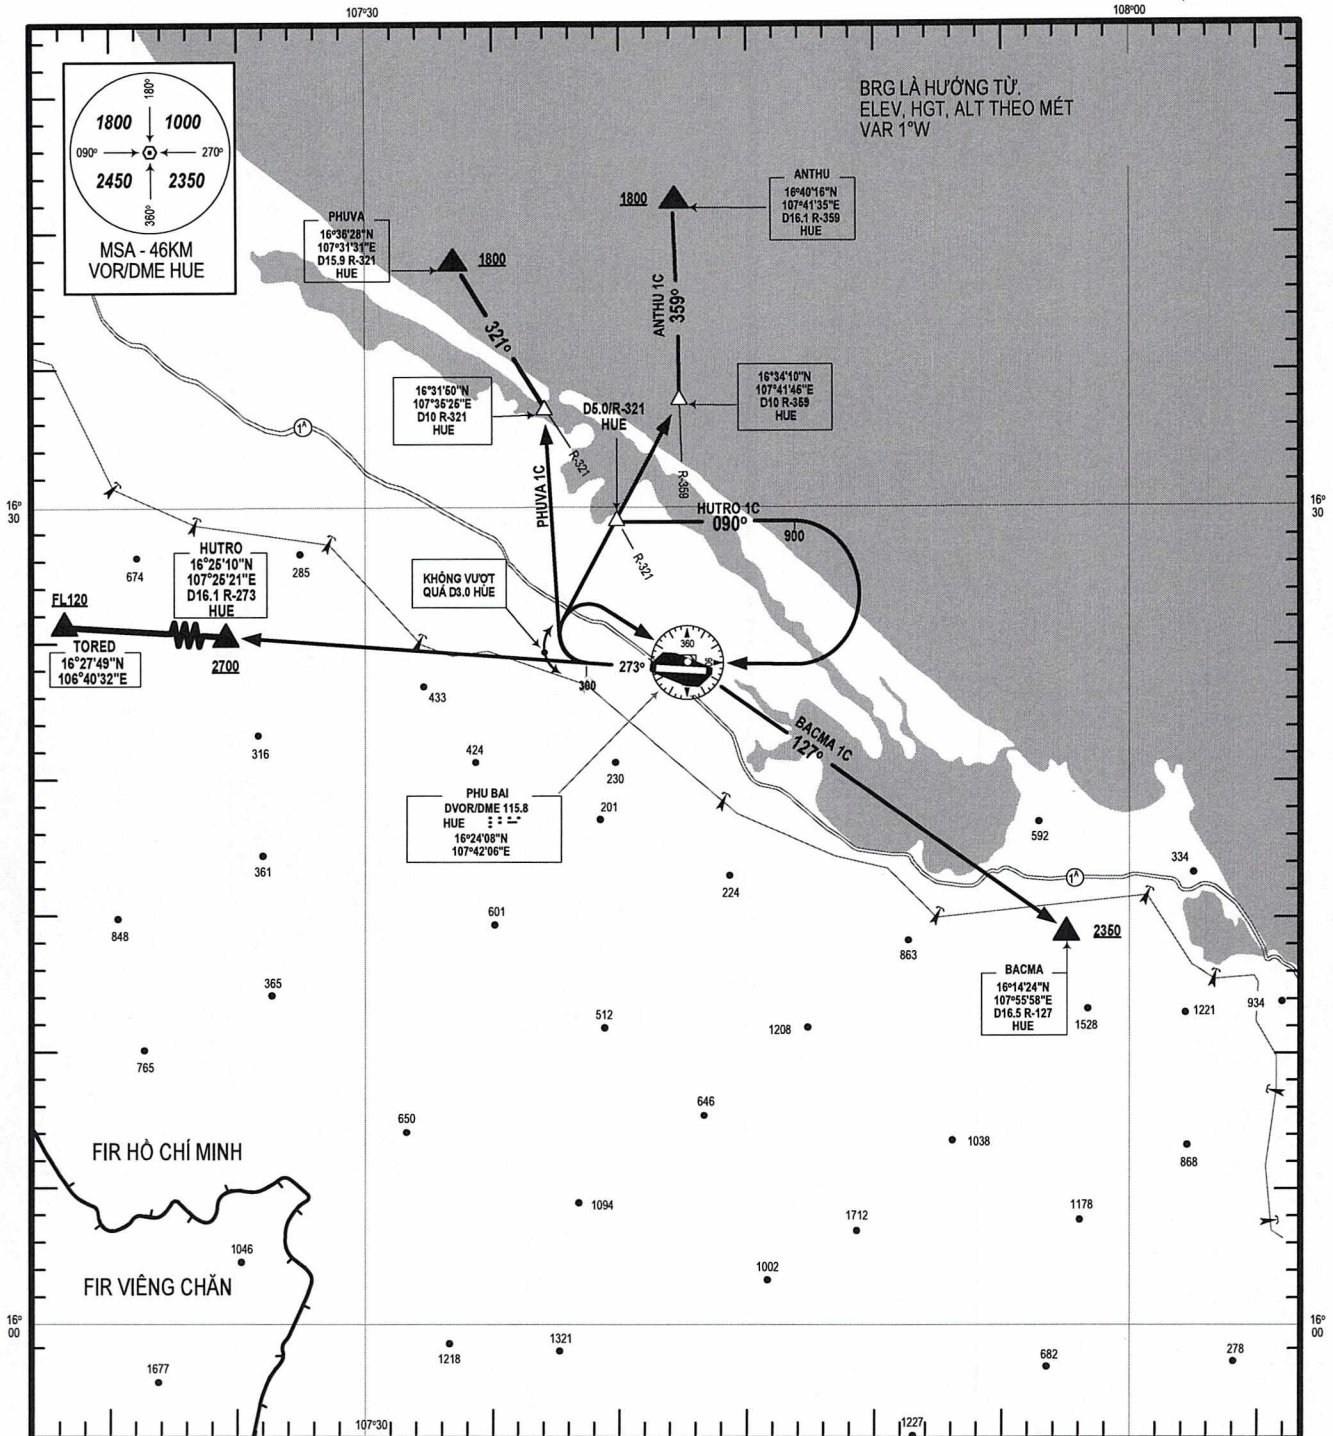 107°30
108°00
180°
1800 1000
090° 270°
2450 2350
360°
MSA - 46KM
VOR/DME HUE
BRG LÀ HƯỚNG TỪ.
ELEV, HGT, ALT THEO MÉT
VAR 1°W
ANTHU
16°40'16"N
107°41'35"E
D16.1 R-359
HUE
1800
PHUVA
16°36'28"N
107°31'31"E
D15.9 R-321
HUE
1800
321°
ANTHU 1C
359°
16°31'50"N
107°35'25"E
D10 R-321
HUE
D5.0/R-321
HUE
16°34'10"N
107°41'45"E
D10 R-359
HUE
1A
R-321
R-359
PHUVA 1C
HUTRO 1C
090°
900
16°
30
16°
30
R-321
674
285
HUTRO
16°25'10"N
107°25'21"E
D16.1 R-273
HUE
KHÔNG VƯỢT
QUÁ D3.0 HUE
FL120
TORED
16°27'49"N
106°40'32"E
2700
273°
300
360
433
316
424
230
BACMA 1C
127°
PHU BAI
DVOR/DME 115.8
HUE
16°24'08"N
107°42'06"E
201
592
334
361
224
1A
848
601
863
2350
BACMA
16°14'24"N
107°55'58"E
D16.5 R-127
HUE
365
512
1208
1528
1221
934
765
650
646
1038
868
FIR HỒ CHÍ MINH
1094
1712
1178
1046
1002
FIR VIÊNG CHĂN
16°
00
16°
00
1218
1321
682
278
1677
107°30
1227